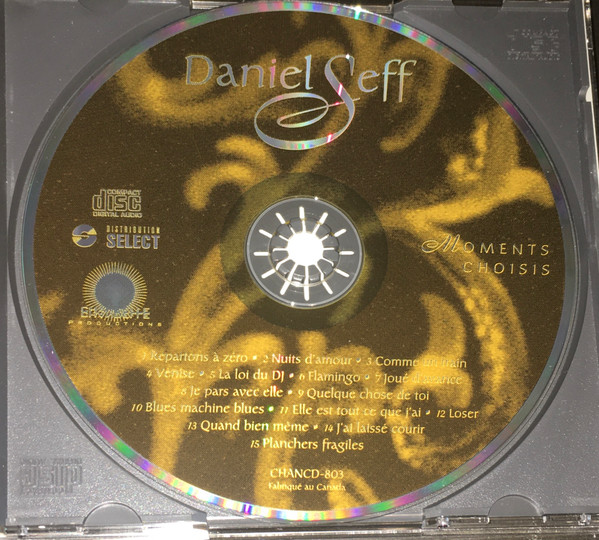 Daniel Seff
COMPACT
disc
DIGITAL AUDIO
DISTRIBUTION
SELECT
MOMENTS
CHOISIS
PRODUCTIONS
1 Repartons à zéro • 2 Nuits d'amour • 3 Comme un train
4 Venise • 5 La loi du DJ • 6 Flamingo • 7 Joué d'avance
8 Je pars avec elle • 9 Quelque chose de toi
10 Blues machine blues • 11 Elle est tout ce que j'ai • 12 Loser
13 Quand bien même • 14 J'ai laissé courir
15 Planchers fragiles
CHANCD-803
Fabriqué au Canada